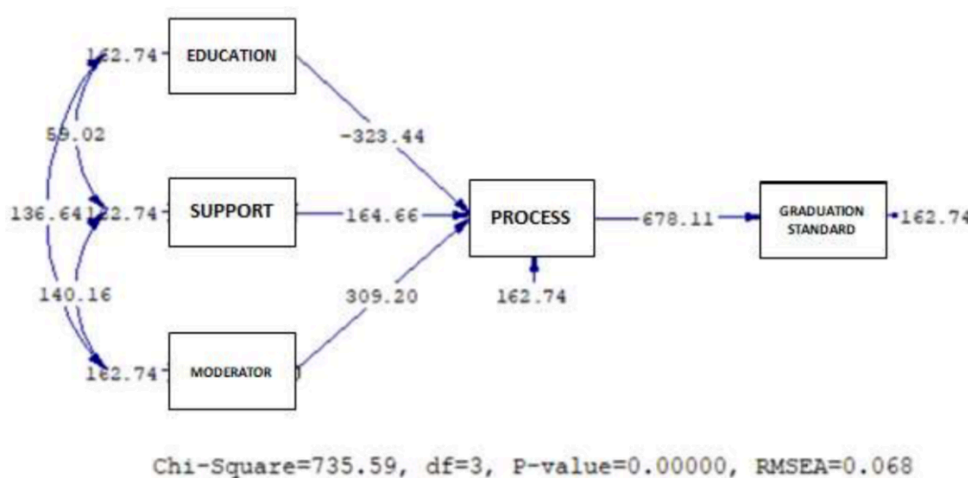 162.74
EDUCATION
59.02
-323.44
136.64
162.74
SUPPORT
164.66
PROCESS
678.11
GRADUATION
STANDARD
162.74
140.16
309.20
162.74
162.74
MODERATOR
Chi-Square=735.59, df=3, P-value=0.00000, RMSEA=0.068